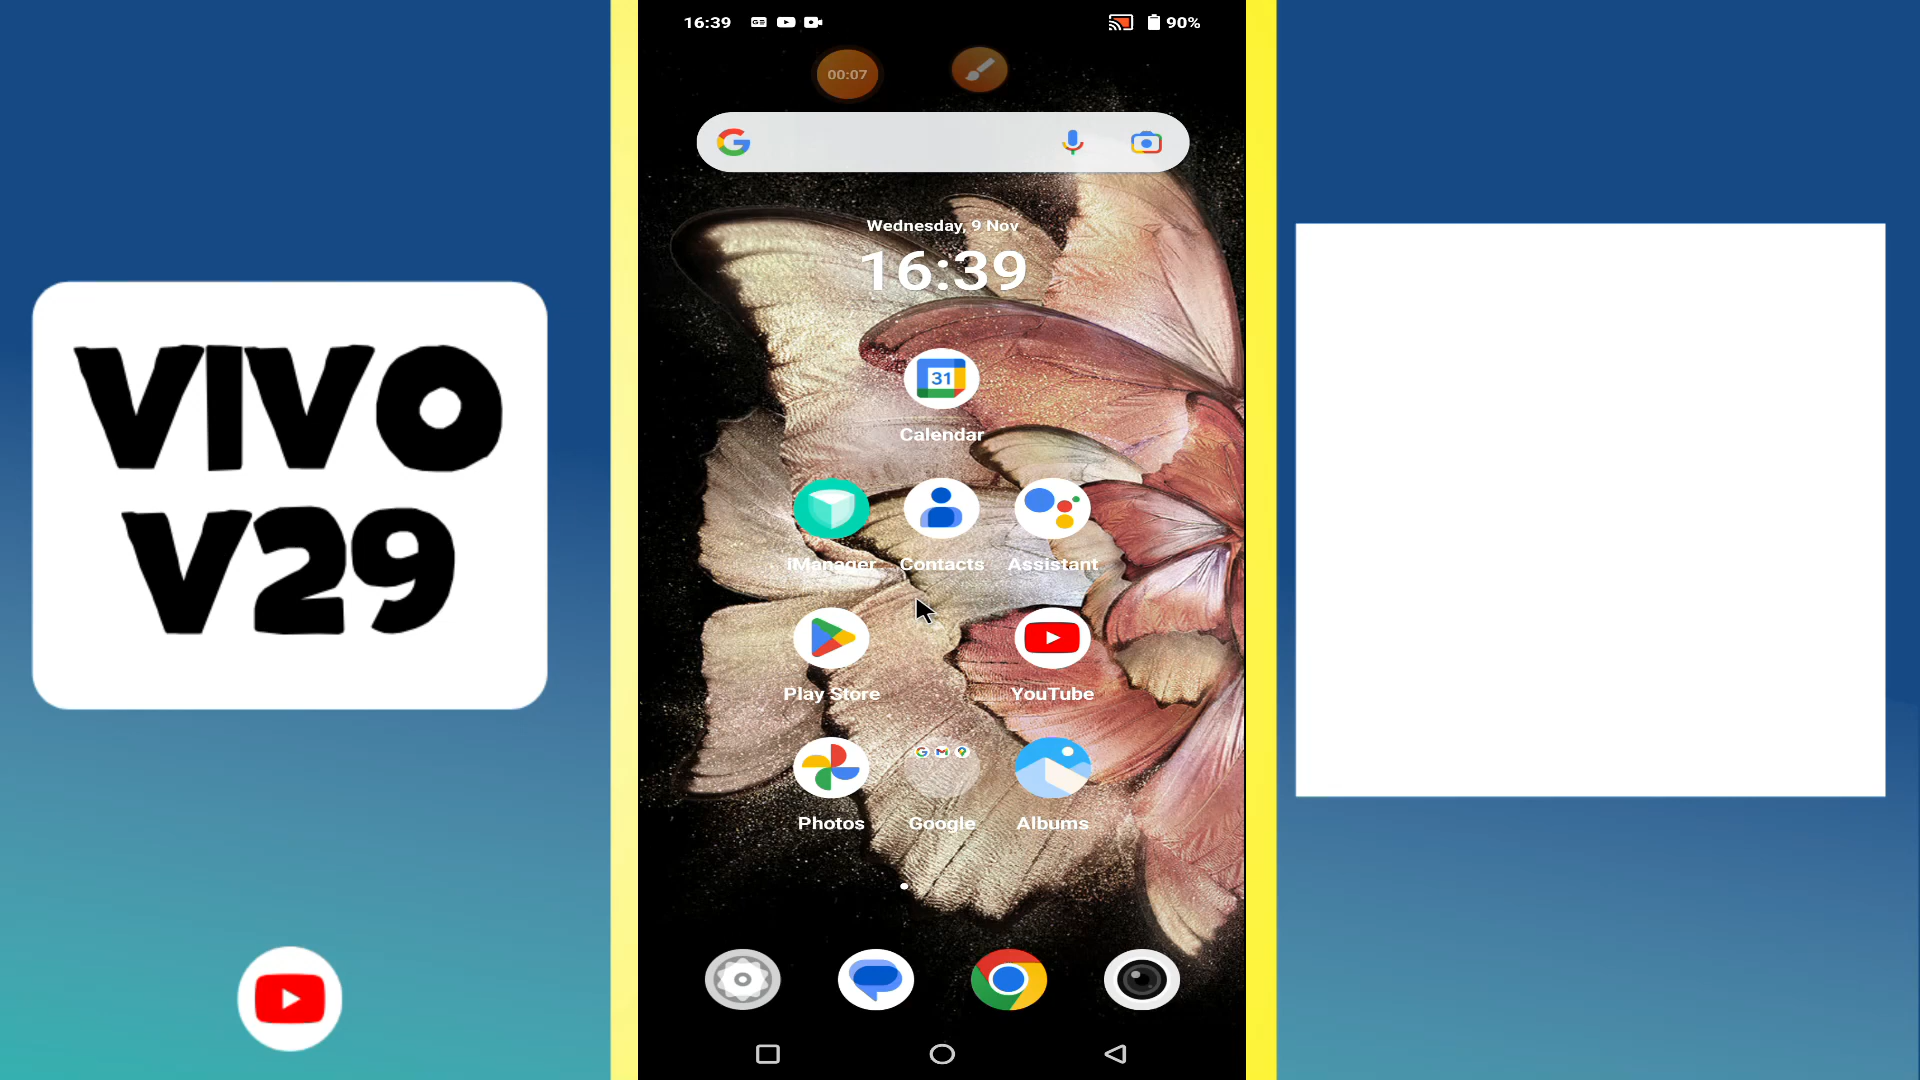 16:39
90%
00:07
Wednesday, 9 Nov
16:39
31
Calendar
iManager
Contacts
Assistant
Play Store
YouTube
Photos
Google
Albums
VIVO
V29